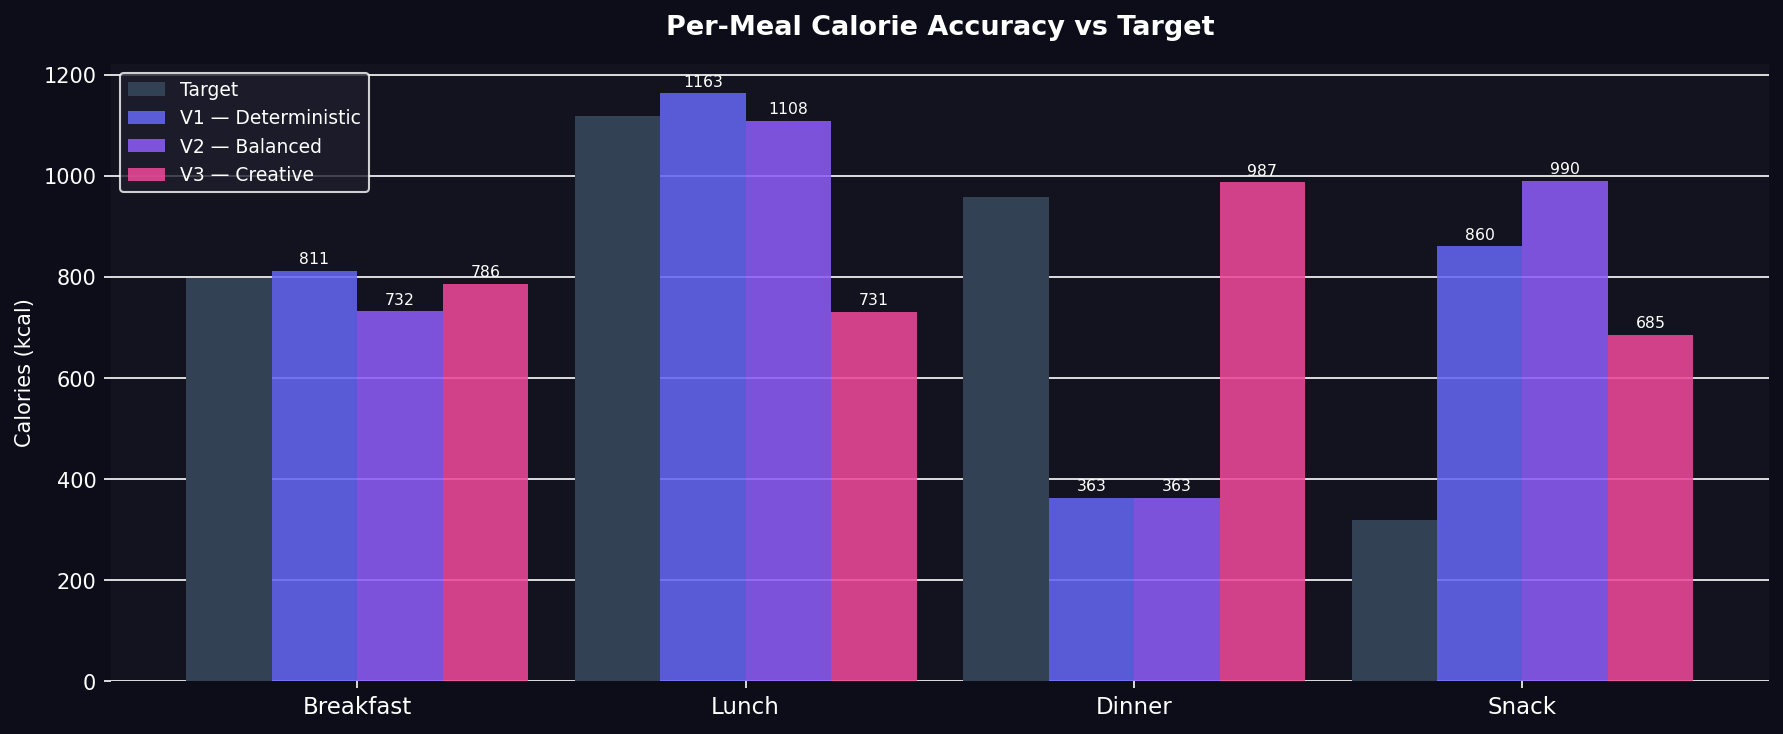 Per-Meal Calorie Accuracy vs Target
Target
V1 — Deterministic
V2 — Balanced
V3 — Creative
Calories (kcal)
1200
1000
800
600
400
200
0
811
732
786
1163
1108
731
363
363
987
860
990
685
Breakfast
Lunch
Dinner
Snack